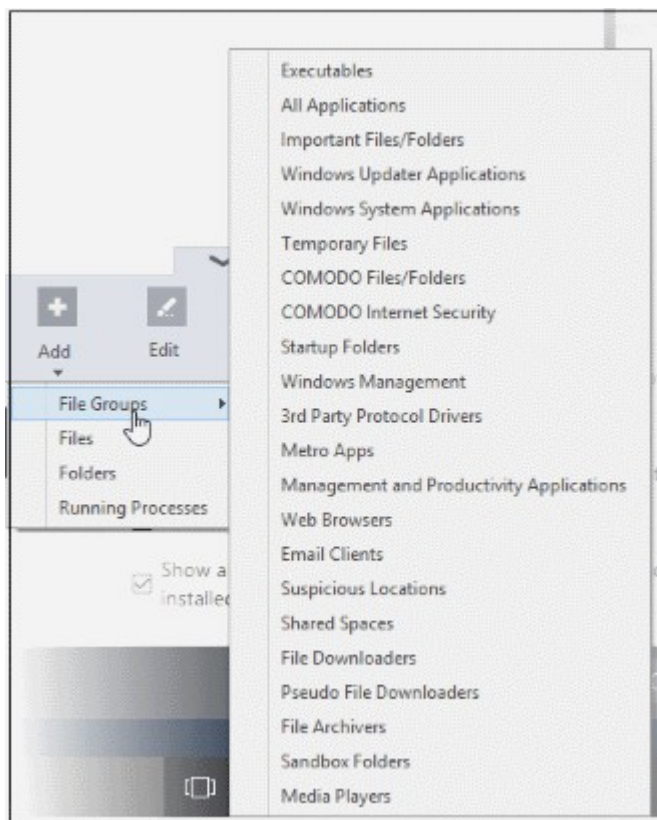 Executables
All Applications
Important Files/Folders
Windows Updater Applications
Windows System Applications
Temporary Files
COMODO Files/Folders
COMODO Internet Security
Startup Folders
Windows Management
3rd Party Protocol Drivers
Metro Apps
Management and Productivity Applications
Web Browsers
Email Clients
Suspicious Locations
Shared Spaces
File Downloaders
Pseudo File Downloaders
File Archivers
Sandbox Folders
Media Players
Add
Edit
File Groups
Files
Folders
Running Processes
Show a
installed